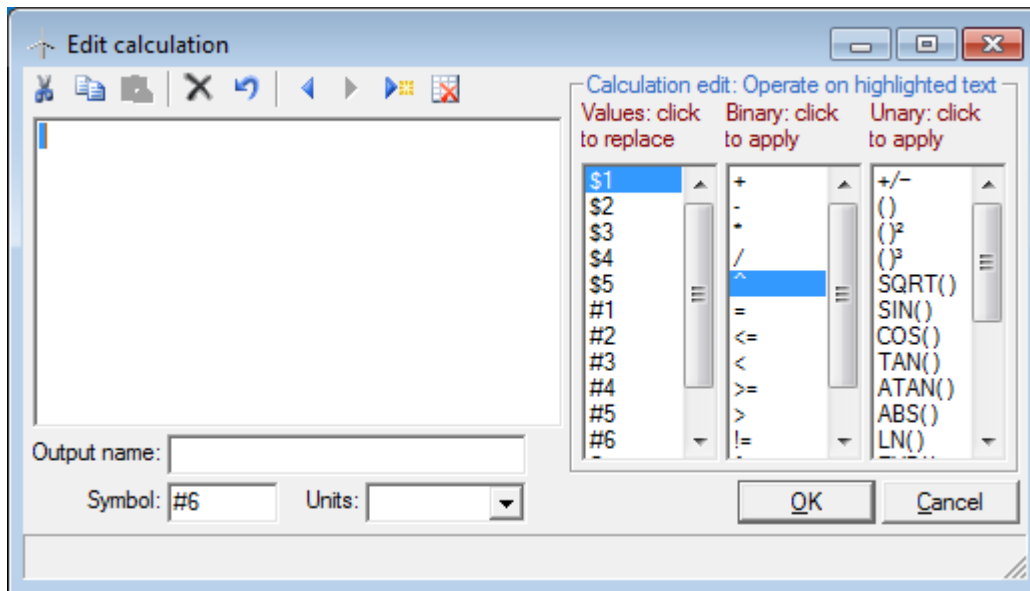 Edit calculation
Calculation edit: Operate on highlighted text
Values: click
to replace
Binary: click
to apply
Unary: click
to apply
$1
$2
$3
$4
$5
#1
#2
#3
#4
#5
#6
+
-
*
/
^
=
<=
<
>=
>
!=
+/−
( )
( )²
( )³
SQRT( )
SIN( )
COS( )
TAN( )
ATAN( )
ABS( )
LN( )
Output name:
Symbol: #6 Units:
OK Cancel